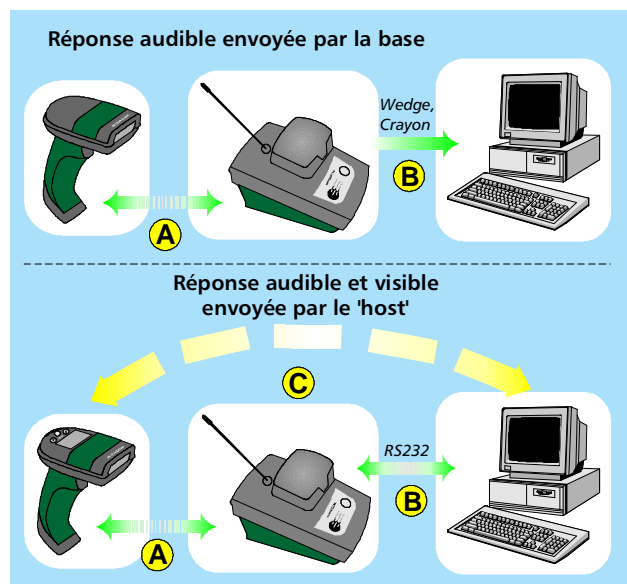 Réponse audible envoyée par la base
Wedge,
Crayon
A
B
Réponse audible et visible
envoyée par le 'host'
C
RS232
B
A